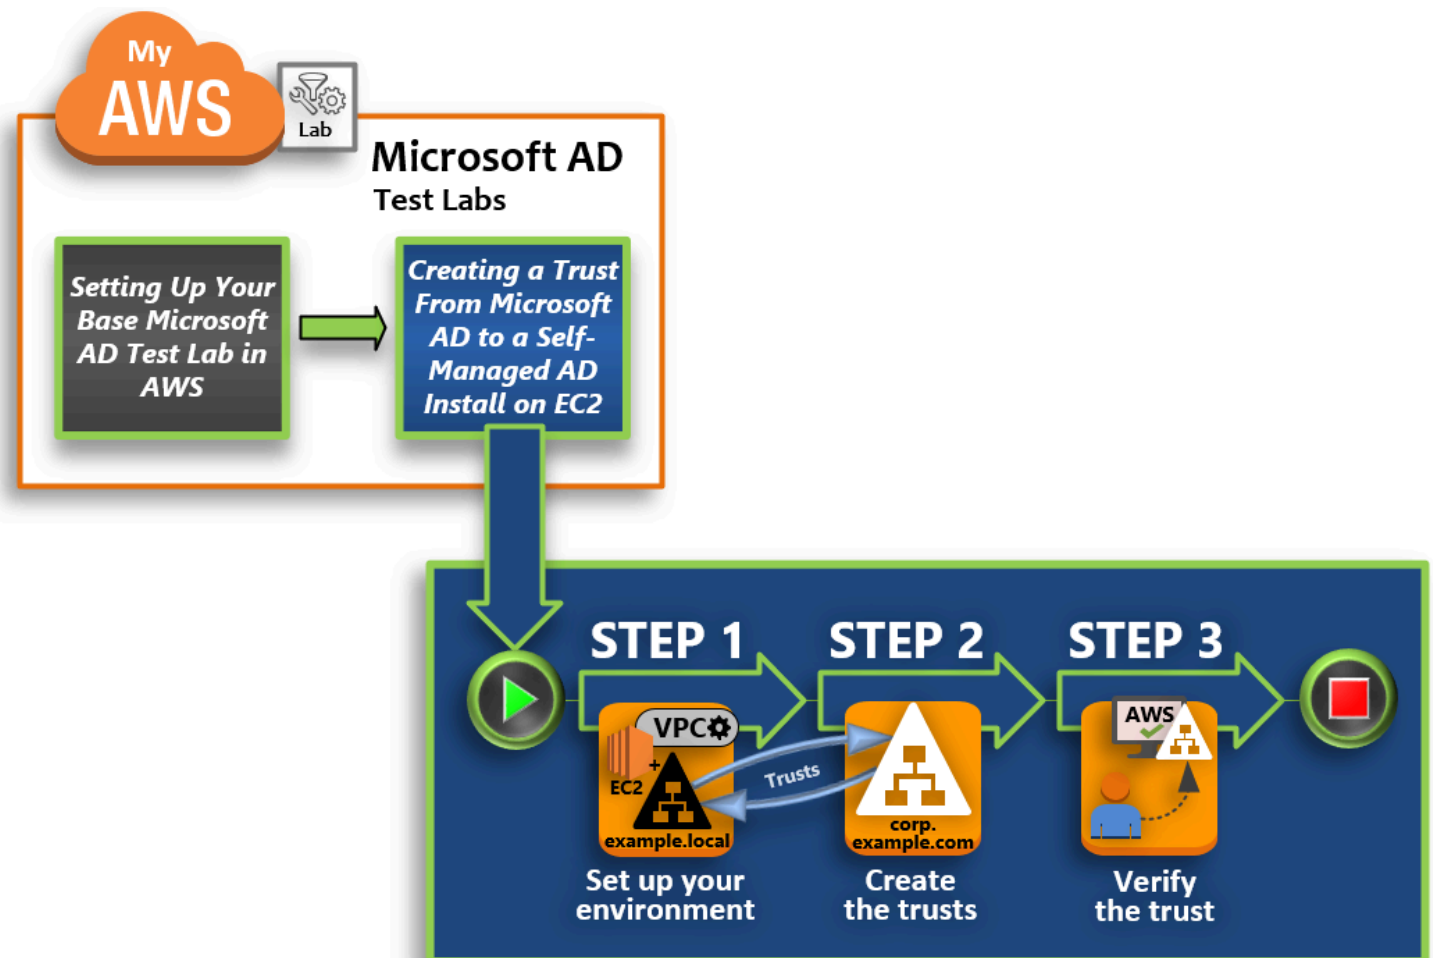 My
AWS
Lab
Microsoft AD
Test Labs
Setting Up Your
Base Microsoft
AD Test Lab in
AWS
Creating a Trust
From Microsoft
AD to a Self-
Managed AD
Install on EC2
STEP 1
STEP 2
STEP 3
VPC
EC2
+
example.local
Trusts
corp.
example.com
AWS
Set up your
environment
Create
the trusts
Verify
the trust